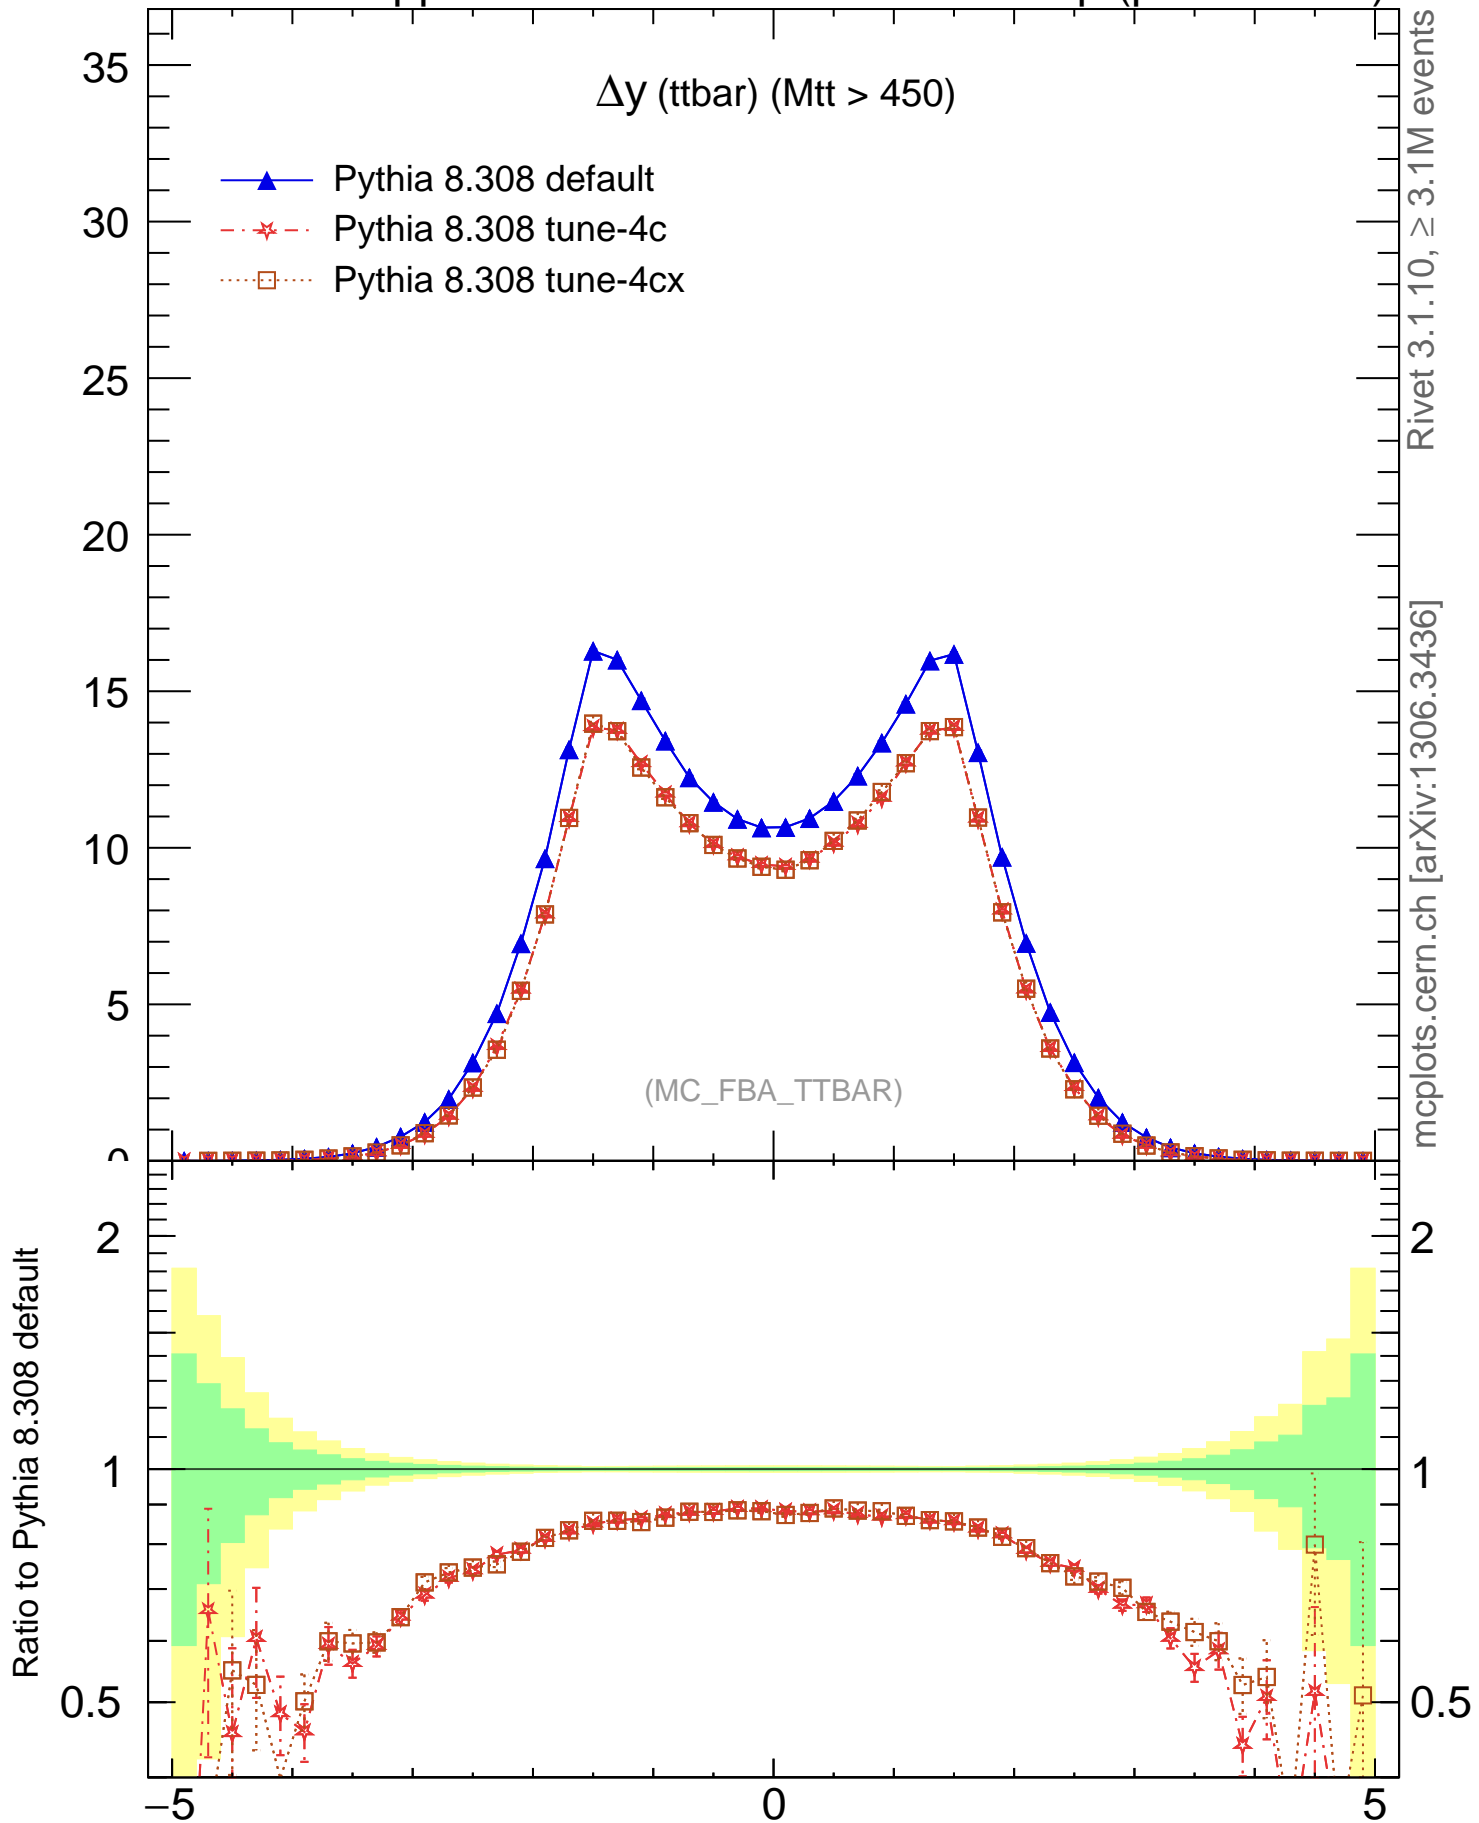 Δy (ttbar) (Mtt > 450)
Pythia 8.308 default
Pythia 8.308 tune-4c
Pythia 8.308 tune-4cx
35
30
25
20
15
10
5
0
(MC_FBA_TTBAR)
Rivet 3.1.10, ≥ 3.1M events
mcplots.cern.ch [arXiv:1306.3436]
Ratio to Pythia 8.308 default
2
1
0.5
2
1
0.5
−5
0
5